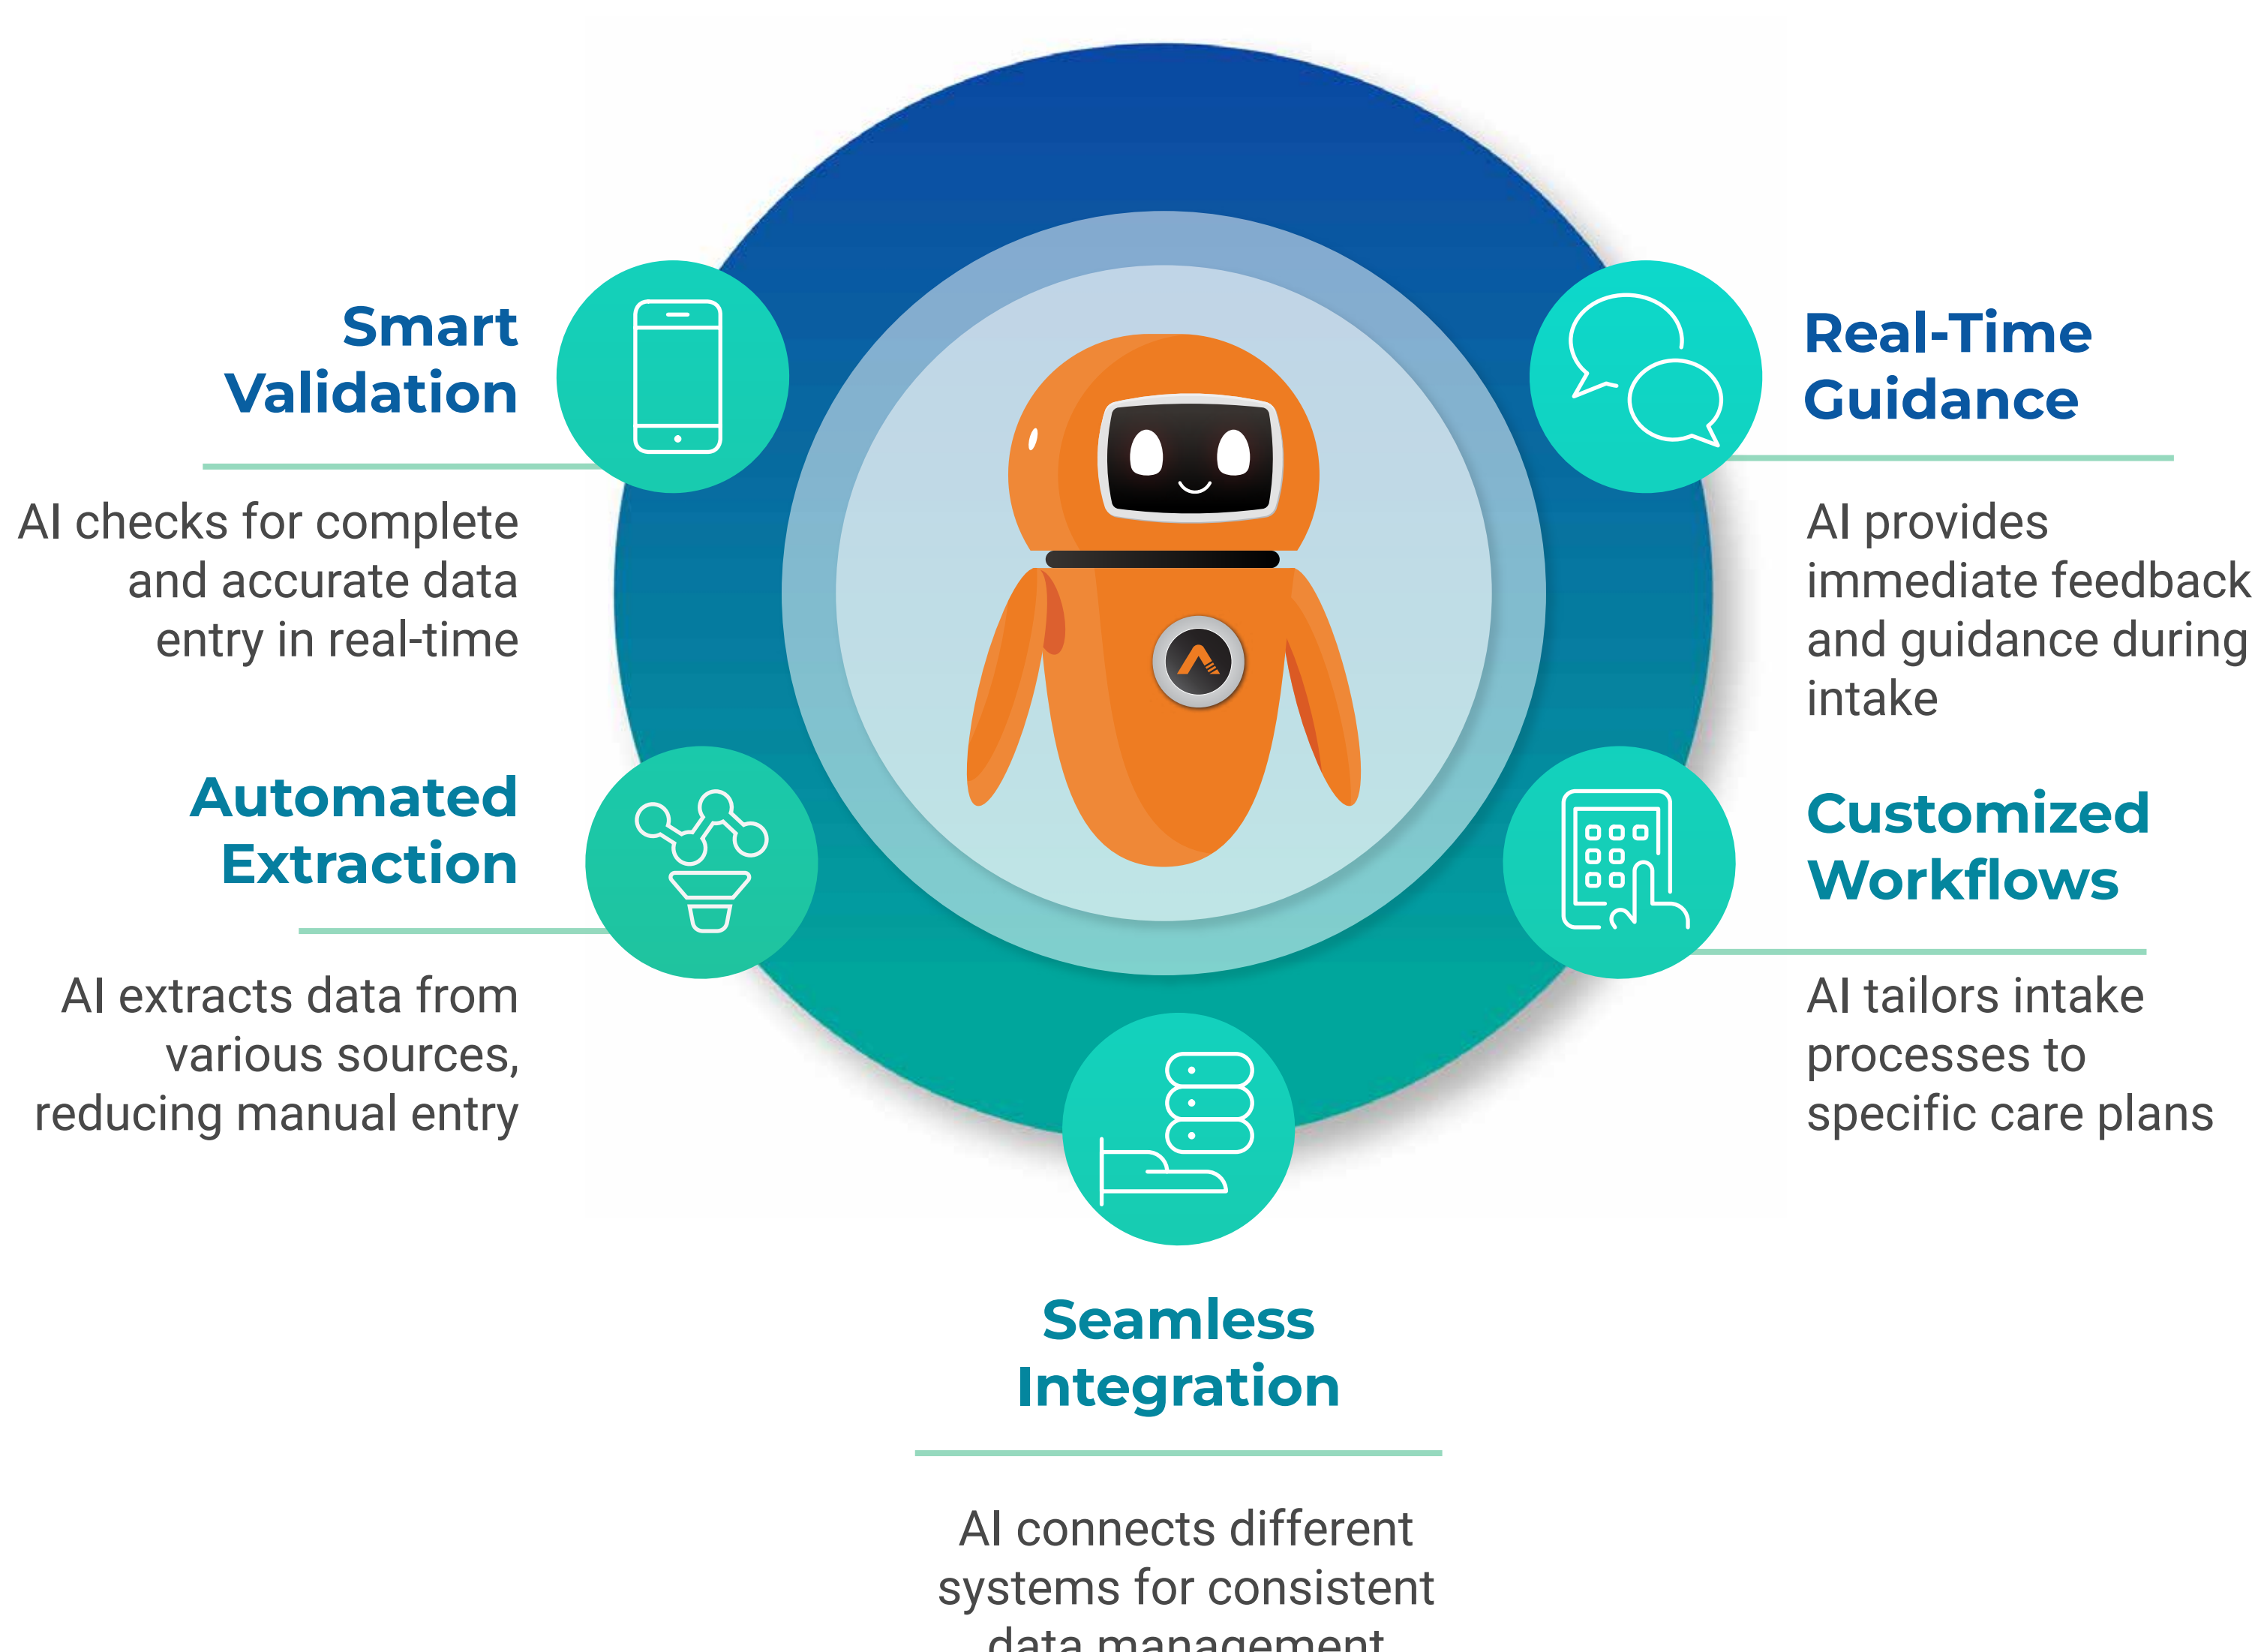 Smart
Validation
AI checks for complete
and accurate data
entry in real-time
Real-Time
Guidance
AI provides
immediate feedback
and guidance during
intake
Automated
Extraction
AI extracts data from
various sources,
reducing manual entry
Customized
Workflows
AI tailors intake
processes to
specific care plans
Seamless
Integration
AI connects different
systems for consistent
data management